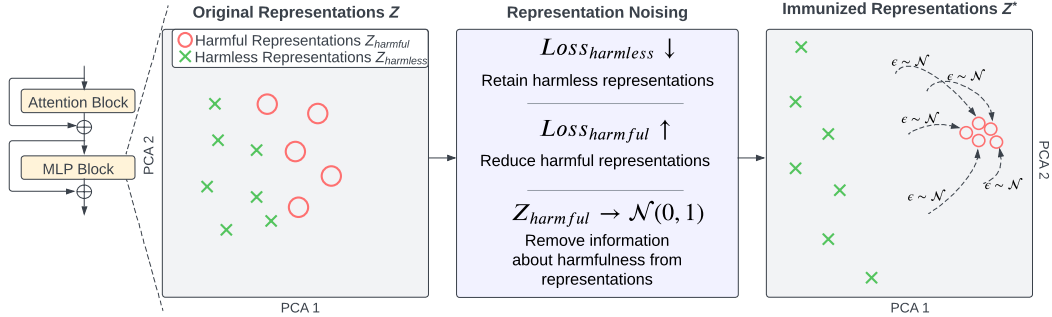 Attention Block
MLP Block
Original Representations Z
Harmful Representations Z_harmful
Harmless Representations Z_harmless
PCA 2
PCA 1
Representation Noising
Loss_harmless ↓
Retain harmless representations
Loss_harmful ↑
Reduce harmful representations
Z_harmful → 𝒩(0, 1)
Remove information
about harmfulness from
representations
Immunized Representations Z*
ϵ ~ 𝒩
ϵ ~ 𝒩
ϵ ~ 𝒩
ϵ ~ 𝒩
ϵ ~ 𝒩
PCA 2
PCA 1